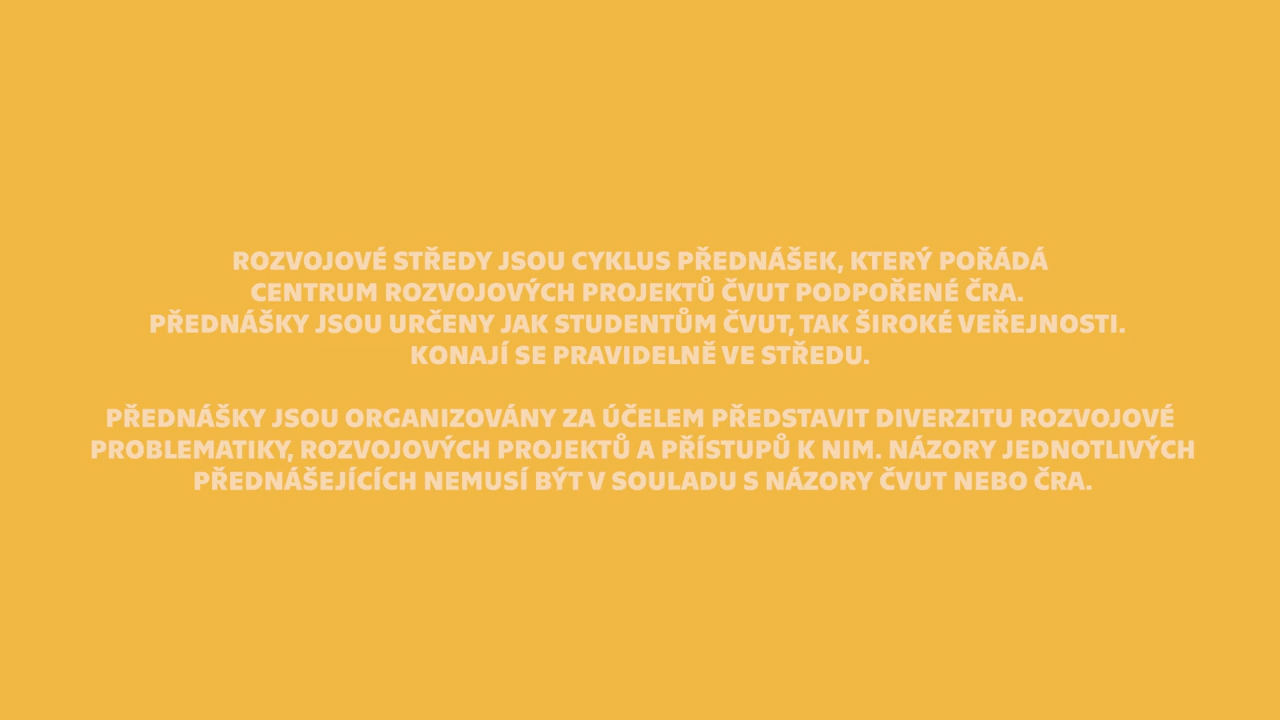 ROZVOJOVÉ STŘEDY JSOU CYKLUS PŘEDNÁŠEK, KTERÝ POŘÁDÁ
CENTRUM ROZVOJOVÝCH PROJEKTŮ ČVUT PODPOŘENÉ ČRA.
PŘEDNÁŠKY JSOU URČENY JAK STUDENTŮM ČVUT, TAK ŠIROKÉ VEŘEJNOSTI.
KONAJÍ SE PRAVIDELNĚ VE STŘEDU.
PŘEDNÁŠKY JSOU ORGANIZOVÁNY ZA ÚČELEM PŘEDSTAVIT DIVERZITU ROZVOJOVÉ
PROBLEMATIKY, ROZVOJOVÝCH PROJEKTŮ A PŘÍSTUPŮ K NIM. NÁZORY JEDNOTLIVÝCH
PŘEDNÁŠEJÍCÍCH NEMUSÍ BÝT V SOULADU S NÁZORY ČVUT NEBO ČRA.